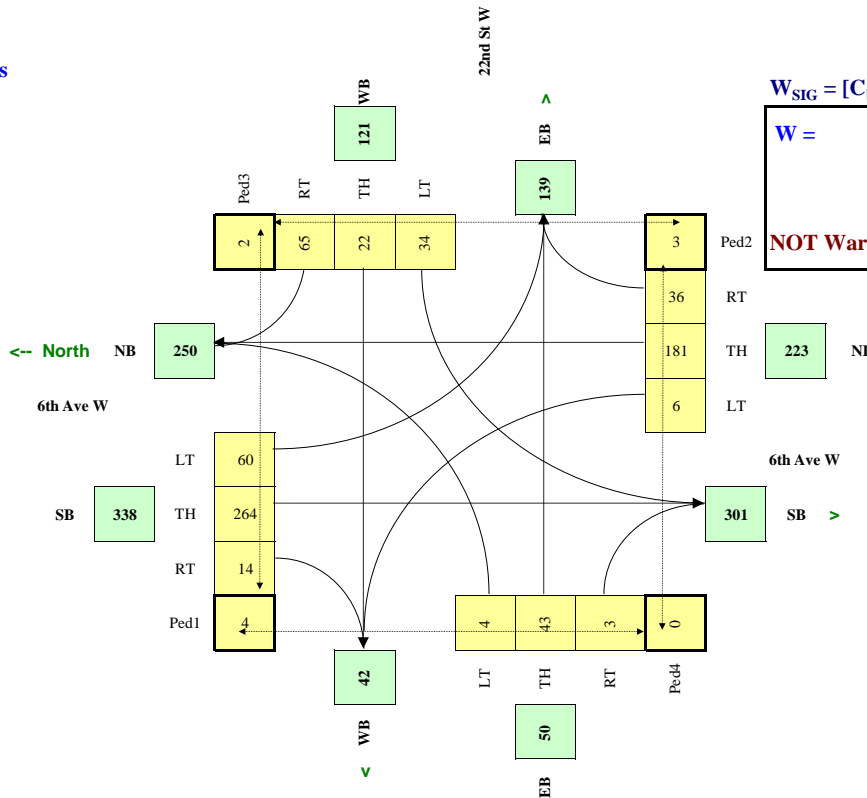 22nd St W
s
W_SIG = [C
WB
^
W =
121
EB
Ped3
RT
TH
LT
139
2
65
22
34
3
Ped2
NOT War
36
RT
<-- North
NB
250
181
TH
223
NI
6th Ave W
6
LT
LT
60
6th Ave W
SB
338
TH
264
301
SB
>
RT
14
Ped1
4
4
43
3
0
42
LT
TH
RT
Ped4
WB
50
v
EB